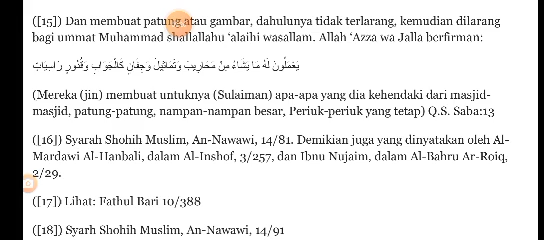 ([15]) Dan membuat patung atau gambar, dahulunya tidak terlarang, kemudian dilarang
bagi ummat Muhammad shallallahu ‘alaihi wasallam. Allah ‘Azza wa Jalla berfirman:
يَعْمَلُونَ لَهُ مَا يَشَاءُ مِنْ مَحَارِيبَ وَتَمَاثِيلَ وَجِفَانٍ كَالْجَوَابِ وَقُدُورٍ رَاسِيَاتٍ
(Mereka (jin) membuat untuknya (Sulaiman) apa-apa yang dia kehendaki dari masjid-
masjid, patung-patung, nampan-nampan besar, Periuk-periuk yang tetap) Q.S. Saba:13
([16]) Syarah Shohih Muslim, An-Nawawi, 14/81. Demikian juga yang dinyatakan oleh Al-
Mardawi Al-Hanbali, dalam Al-Inshof, 3/257, dan Ibnu Nujaim, dalam Al-Bahru Ar-Roiq,
2/29.
([17]) Lihat: Fathul Bari 10/388
([18]) Syarh Shohih Muslim, An-Nawawi, 14/91